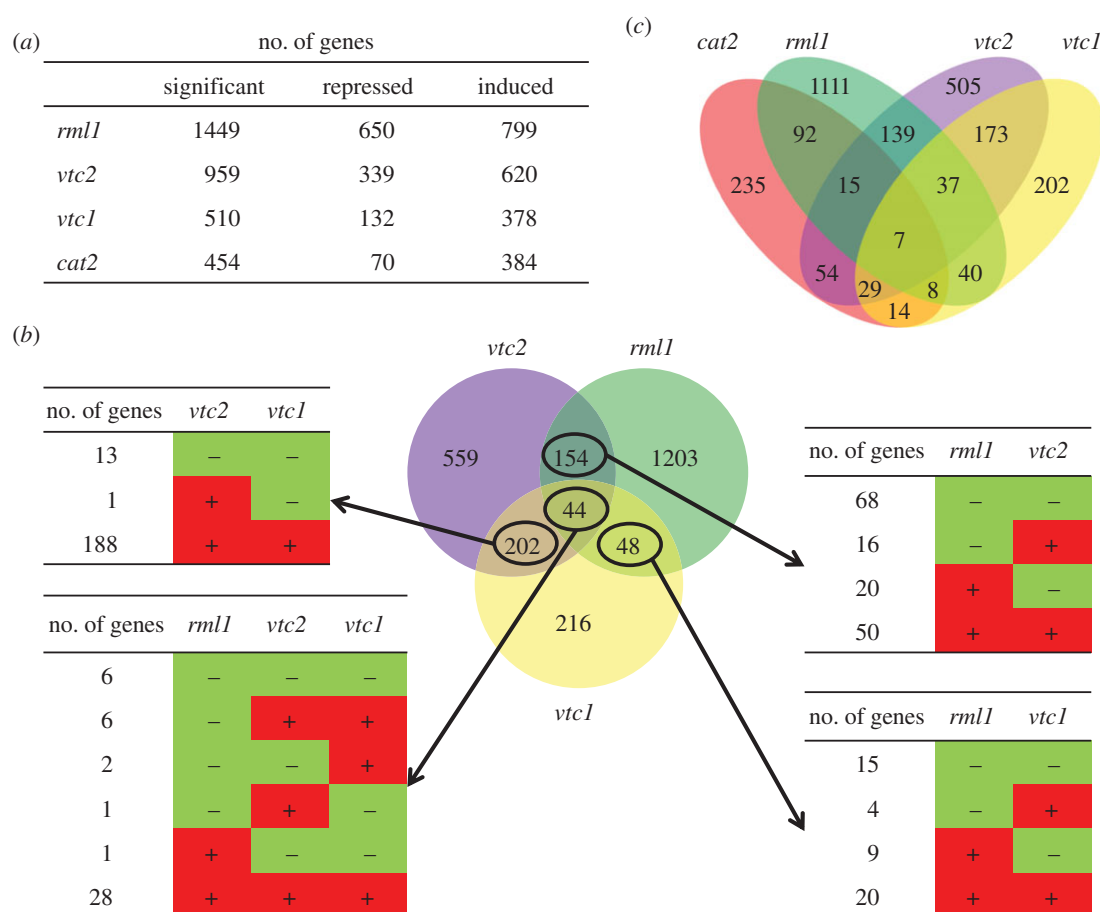 (a)
no. of genes
significant repressed induced
rml1 1449 650 799
vtc2 959 339 620
vtc1 510 132 378
cat2 454 70 384
(c)
cat2 rml1 vtc2 vtc1
1111 505
92 139 173
235 15 37 202
7
54 29 8 40
14
(b)
no. of genes vtc2 vtc1
13 – –
1 + –
188 + +
no. of genes rml1 vtc2 vtc1
6 – – –
6 – + +
2 – – +
1 – + –
1 + – –
28 + + +
vtc2 rml1
559 154 1203
44
202 48
216
vtc1
no. of genes rml1 vtc2
68 – –
16 – +
20 + –
50 + +
no. of genes rml1 vtc1
15 – –
4 – +
9 + –
20 + +